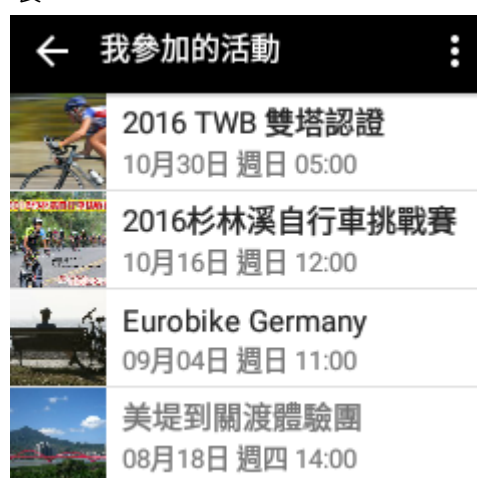 我參加的活動
2016 TWB 雙塔認證
10月30日 週日 05:00
2016杉林溪自行車挑戰賽
10月16日 週日 12:00
Eurobike Germany
09月04日 週日 11:00
美堤到關渡體驗團
08月18日 週四 14:00